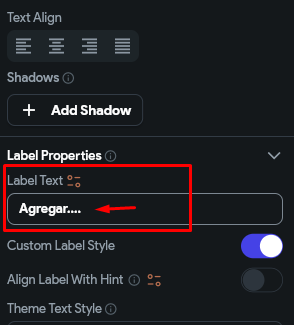 Text Align
Shadows
+ Add Shadow
Label Properties
Label Text
Agregar....
Custom Label Style
Align Label With Hint
Theme Text Style